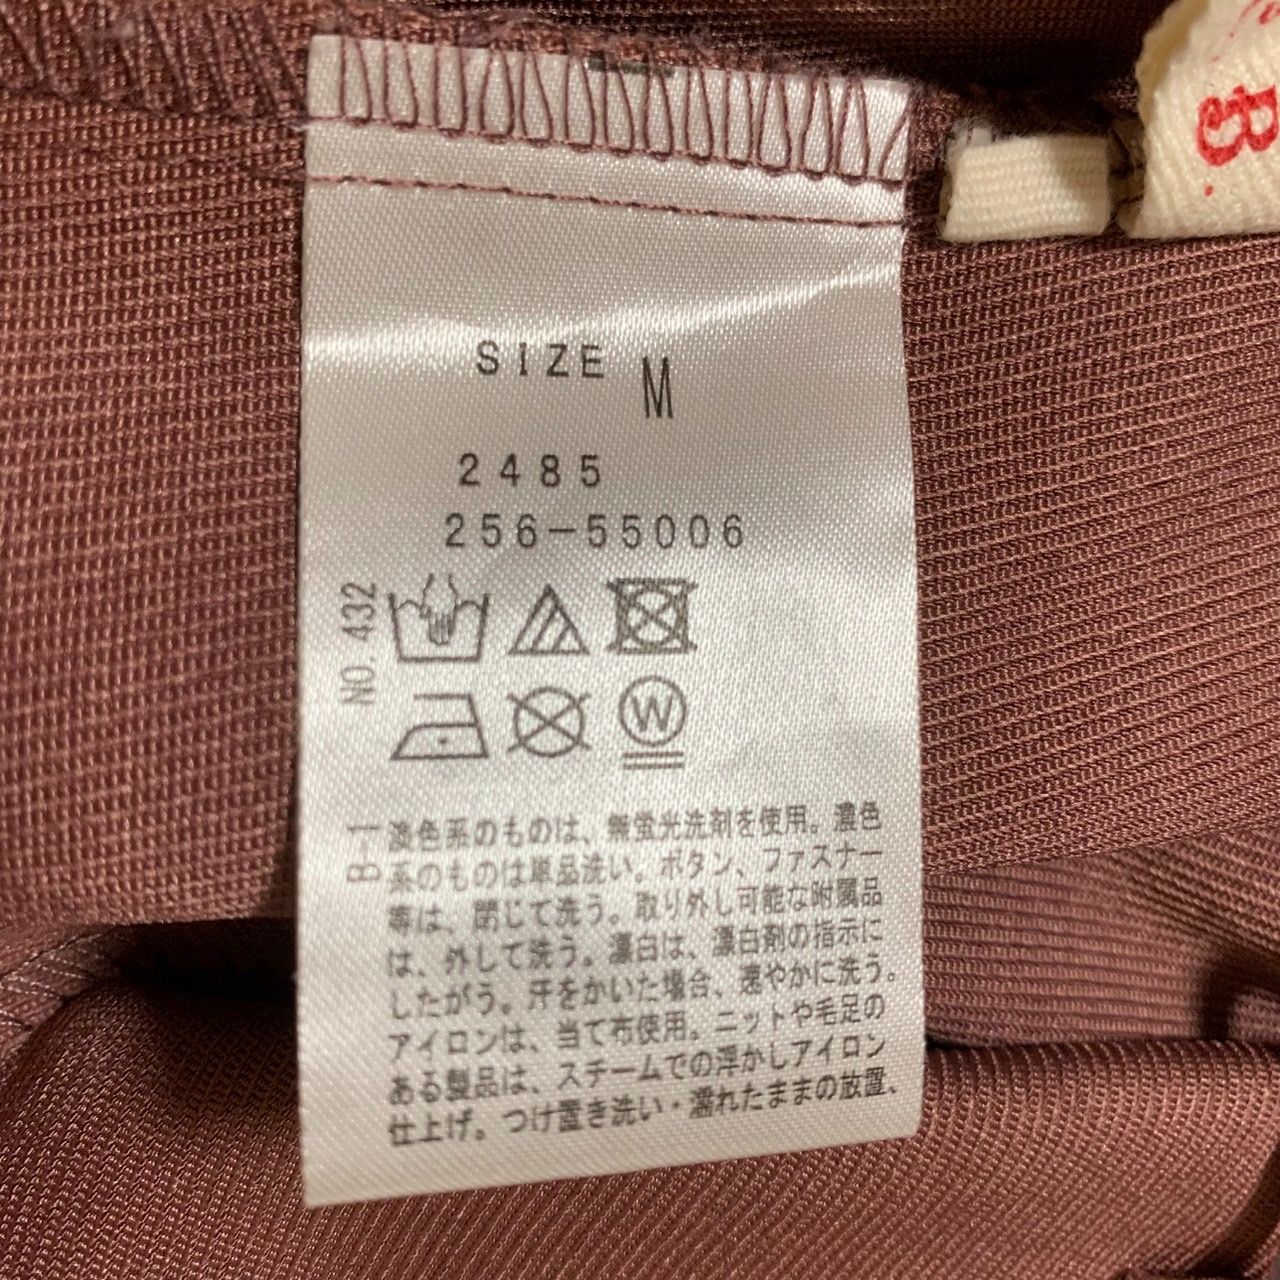 B.
SIZE M
2485
256-55006
NO. 432
W
B-1
淡色系のものは、無蛍光洗剤を使用。濃色
系のものは単品洗い。ボタン、ファスナー
等は、閉じて洗う。取り外し可能な附属品
は、外して洗う。漂白は、漂白剤の指示に
したがう。汗をかいた場合、速やかに洗う。
アイロンは、当て布使用。ニットや毛足の
ある製品は、スチームでの浮かしアイロン
仕上げ。つけ置き洗い・濡れたままの放置、